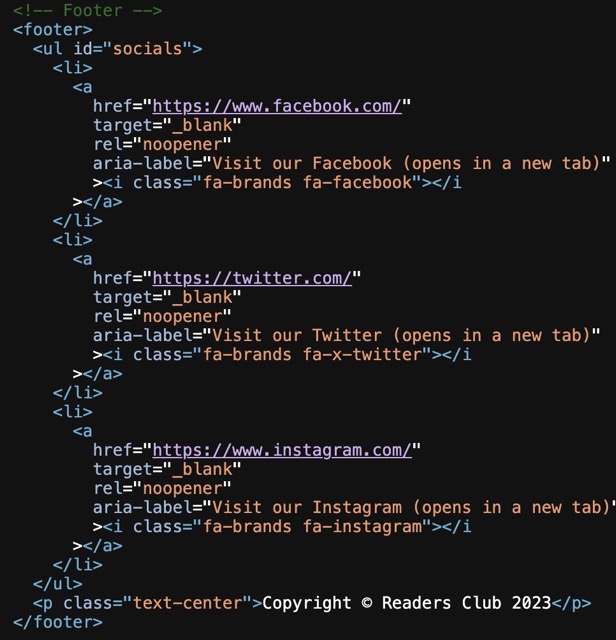 <!-- Footer -->
<footer>
  <ul id="socials">
    <li>
      <a
        href="https://www.facebook.com/"
        target="_blank"
        rel="noopener"
        aria-label="Visit our Facebook (opens in a new tab)"
        ><i class="fa-brands fa-facebook"></i
      ></a>
    </li>
    <li>
      <a
        href="https://twitter.com/"
        target="_blank"
        rel="noopener"
        aria-label="Visit our Twitter (opens in a new tab)"
        ><i class="fa-brands fa-x-twitter"></i
      ></a>
    </li>
    <li>
      <a
        href="https://www.instagram.com/"
        target="_blank"
        rel="noopener"
        aria-label="Visit our Instagram (opens in a new tab)"
        ><i class="fa-brands fa-instagram"></i
      ></a>
    </li>
  </ul>
  <p class="text-center">Copyright © Readers Club 2023</p>
</footer>